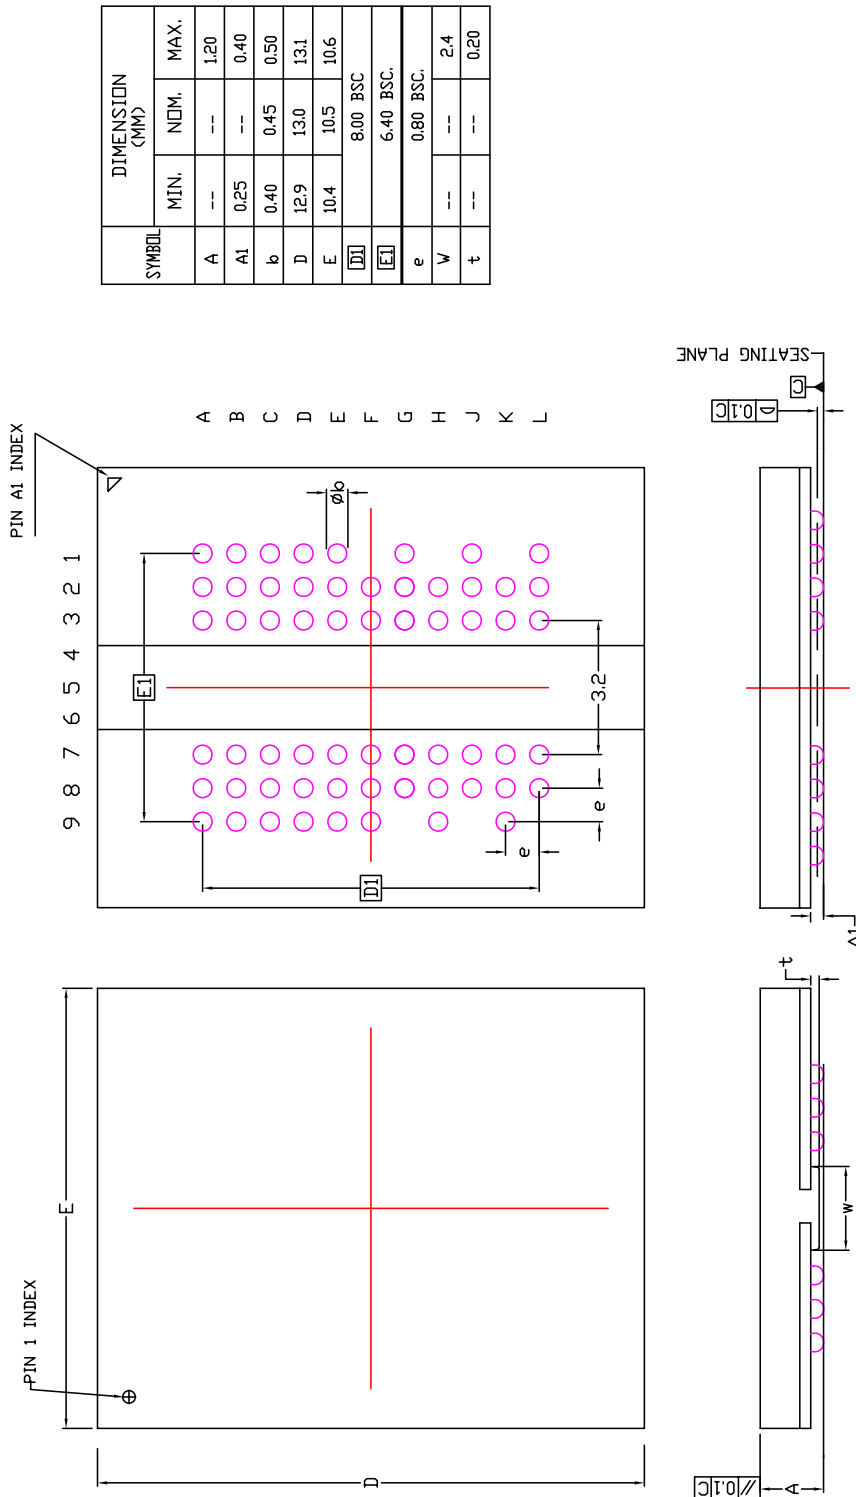 SYMBOL DIMENSION (MM)
MIN. NOM. MAX.
A -- -- 1.20
A1 0.25 -- 0.40
b 0.40 0.45 0.50
D 12.9 13.0 13.1
E 10.4 10.5 10.6
D1 8.00 BSC
E1 6.40 BSC.
e 0.80 BSC.
W -- -- 2.4
t -- -- 0.20
PIN A1 INDEX
1 2 3 4 5 6 7 8 9
A
B
C
D
E
F
G
H
J
K
L
E1
øb
3.2
e
e
D1
SEATING PLANE
C
0.1 C
A1
PIN 1 INDEX
E
D
t
W
A
// 0.1 C